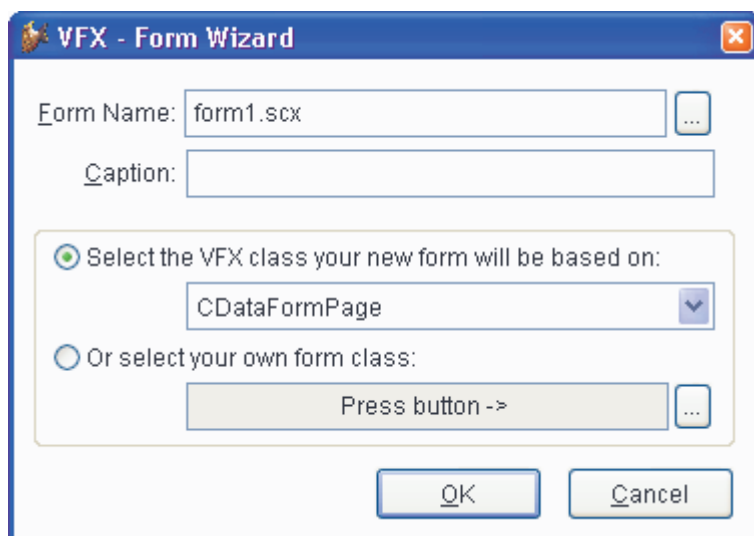 VFX - Form Wizard
Form Name: form1.scx ...
Caption:
Select the VFX class your new form will be based on:
CDataFormPage
Or select your own form class:
Press button -> ...
OK Cancel